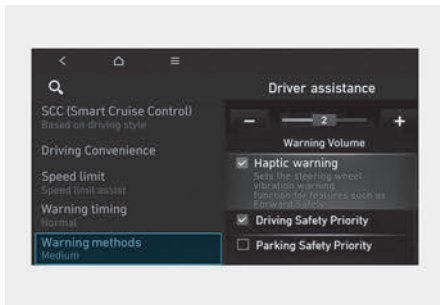 Driver assistance
SCC (Smart Cruise Control)
Based on driving style
Driving Convenience
Speed limit
Speed limit assist
Warning timing
Normal
Warning methods
Medium
2
Warning Volume
Haptic warning
Sets the steering wheel
vibration warning
function for features such as
Forward Safety
Driving Safety Priority
Parking Safety Priority